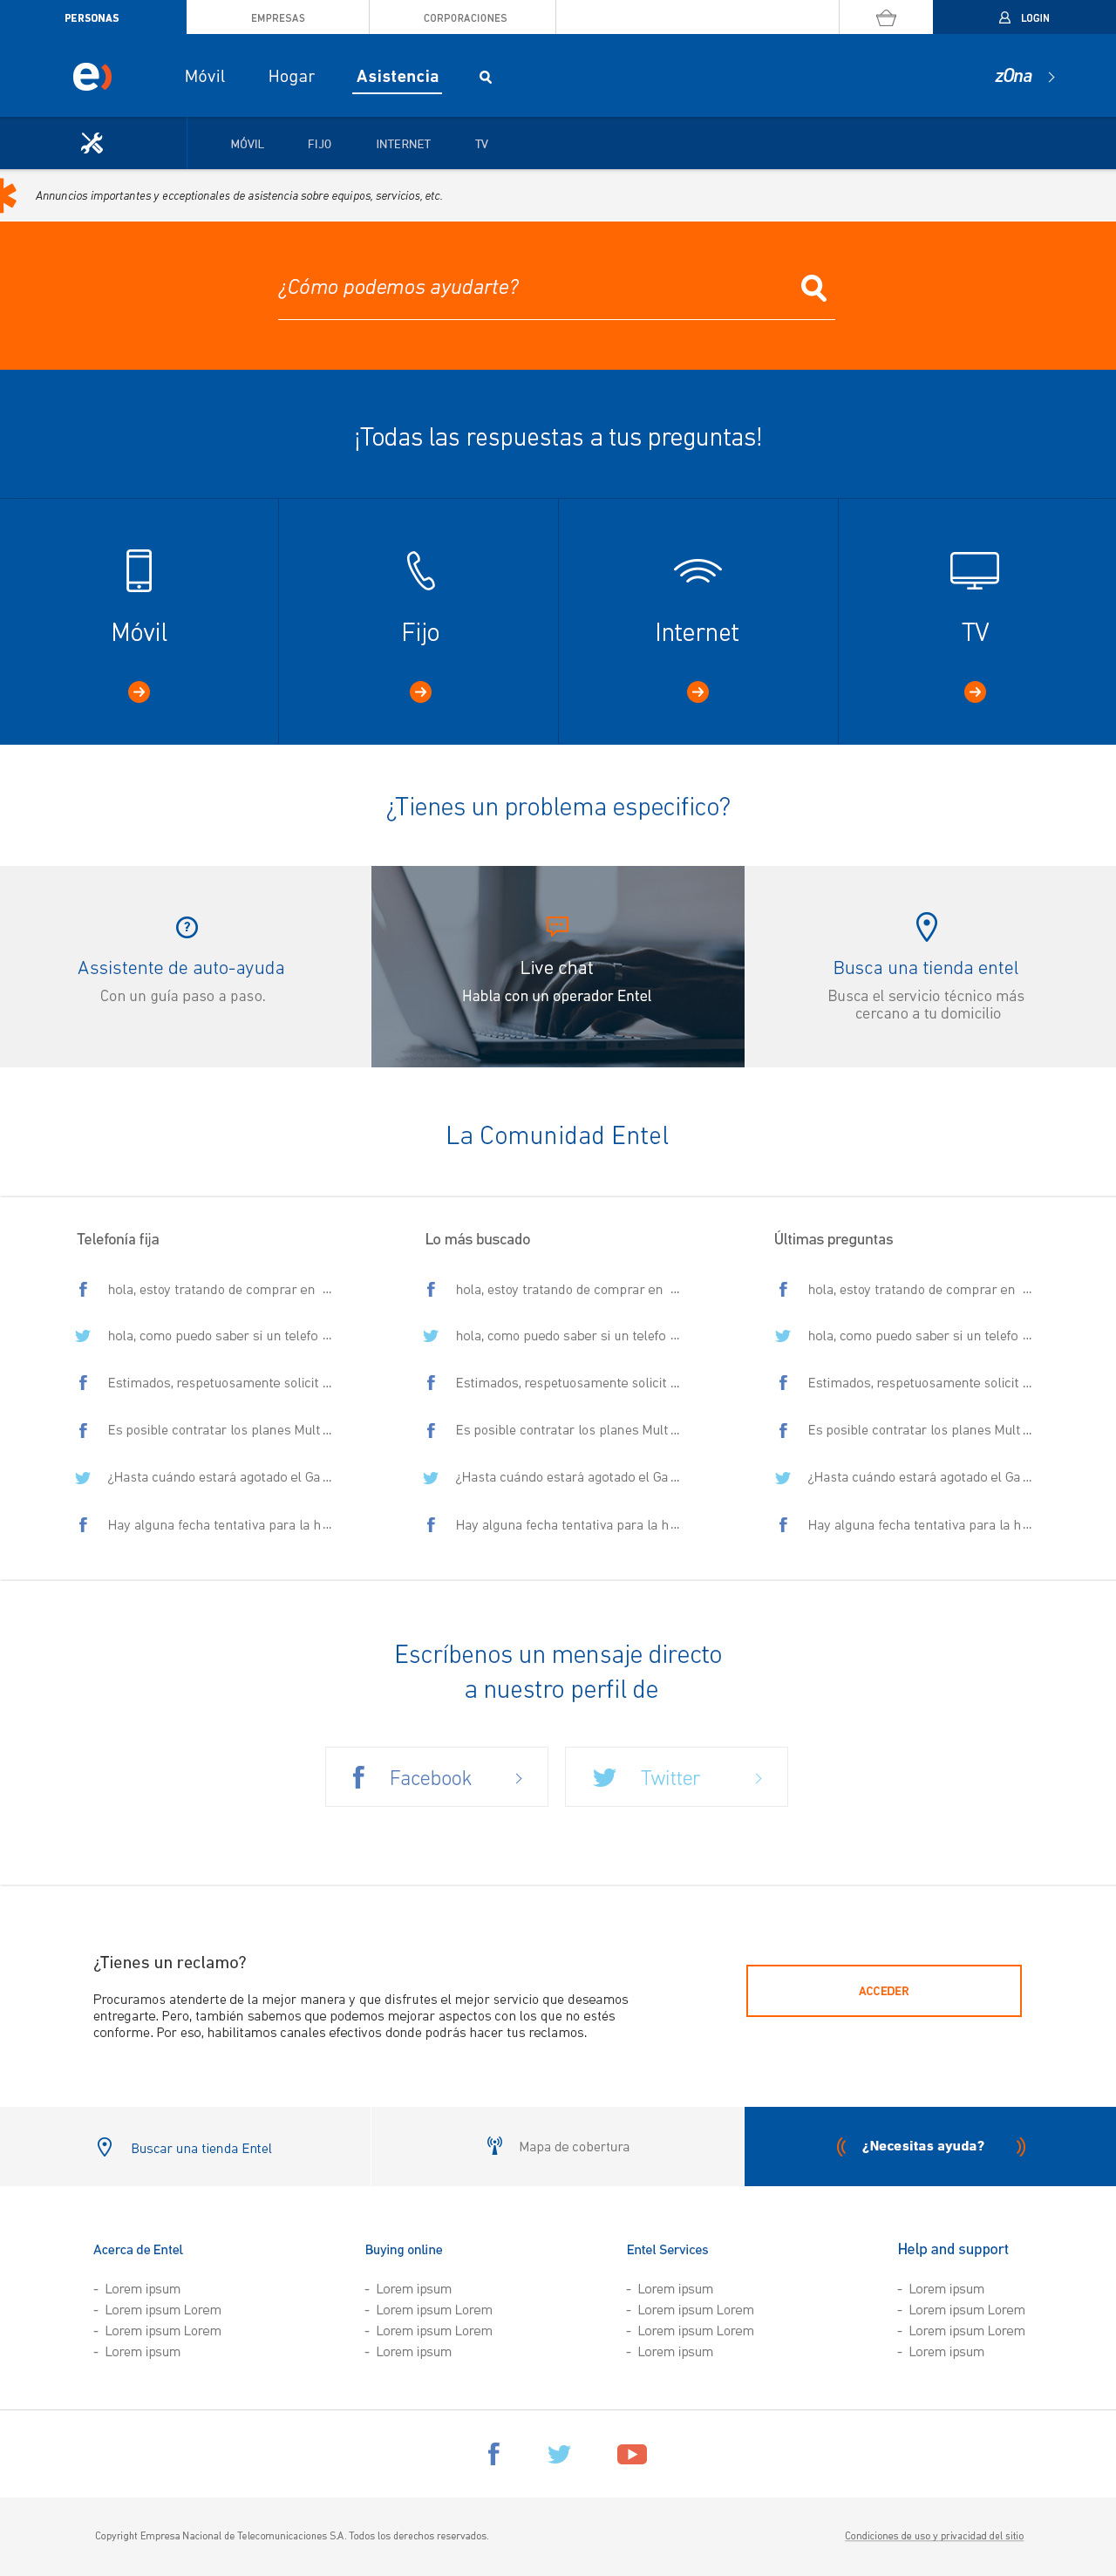 PERSONAS
EMPRESAS
CORPORACIONES
LOGIN
e)
Móvil
Hogar
Asistencia
zOna
MÓVIL
FIJO
INTERNET
TV
Annuncios importantes y ecceptionales de asistencia sobre equipos, servicios, etc.
¿Cómo podemos ayudarte?
¡Todas las respuestas a tus preguntas!
Móvil
Fijo
Internet
TV
¿Tienes un problema especifico?
Assistente de auto-ayuda
Con un guía paso a paso.
Live chat
Habla con un operador Entel
Busca una tienda entel
Busca el servicio técnico más
cercano a tu domicilio
La Comunidad Entel
Telefonía fija
hola, estoy tratando de comprar en ...
hola, como puedo saber si un telefo ...
Estimados, respetuosamente solicit ...
Es posible contratar los planes Mult ...
¿Hasta cuándo estará agotado el Ga ...
Hay alguna fecha tentativa para la h ...
Lo más buscado
hola, estoy tratando de comprar en ...
hola, como puedo saber si un telefo ...
Estimados, respetuosamente solicit ...
Es posible contratar los planes Mult ...
¿Hasta cuándo estará agotado el Ga ...
Hay alguna fecha tentativa para la h ...
Últimas preguntas
hola, estoy tratando de comprar en ...
hola, como puedo saber si un telefo ...
Estimados, respetuosamente solicit ...
Es posible contratar los planes Mult ...
¿Hasta cuándo estará agotado el Ga ...
Hay alguna fecha tentativa para la h ...
Escríbenos un mensaje directo
a nuestro perfil de
Facebook
Twitter
¿Tienes un reclamo?
Procuramos atenderte de la mejor manera y que disfrutes el mejor servicio que deseamos
entregarte. Pero, también sabemos que podemos mejorar aspectos con los que no estés
conforme. Por eso, habilitamos canales efectivos donde podrás hacer tus reclamos.
ACCEDER
Buscar una tienda Entel
Mapa de cobertura
¿Necesitas ayuda?
Acerca de Entel
- Lorem ipsum
- Lorem ipsum Lorem
- Lorem ipsum Lorem
- Lorem ipsum
Buying online
- Lorem ipsum
- Lorem ipsum Lorem
- Lorem ipsum Lorem
- Lorem ipsum
Entel Services
- Lorem ipsum
- Lorem ipsum Lorem
- Lorem ipsum Lorem
- Lorem ipsum
Help and support
- Lorem ipsum
- Lorem ipsum Lorem
- Lorem ipsum Lorem
- Lorem ipsum
Copyright Empresa Nacional de Telecomunicaciones S.A. Todos los derechos reservados.
Condiciones de uso y privacidad del sitio